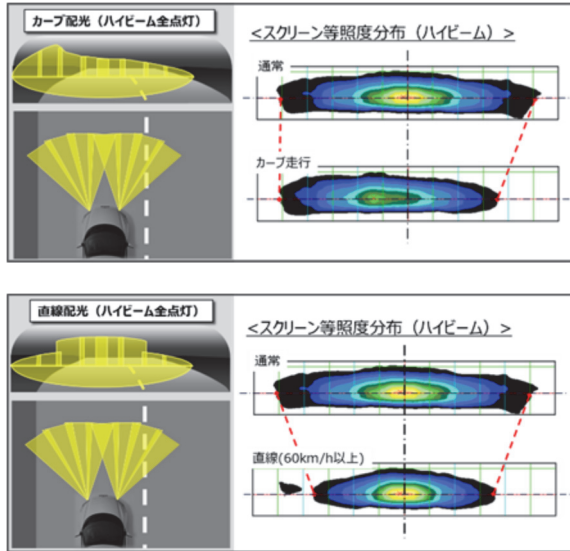 カーブ配光（ハイビーム全点灯）
<スクリーン等照度分布（ハイビーム）>
通常
カーブ走行
直線配光（ハイビーム全点灯）
<スクリーン等照度分布（ハイビーム）>
通常
直線(60km/h以上)